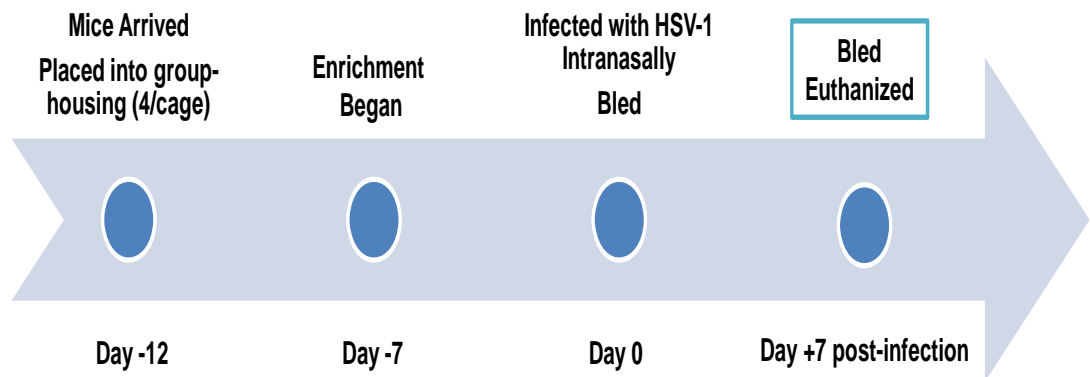 Mice Arrived
Placed into group-
housing (4/cage)
Day -12
Enrichment
Began
Day -7
Infected with HSV-1
Intranasally
Bled
Day 0
Bled
Euthanized
Day +7 post-infection